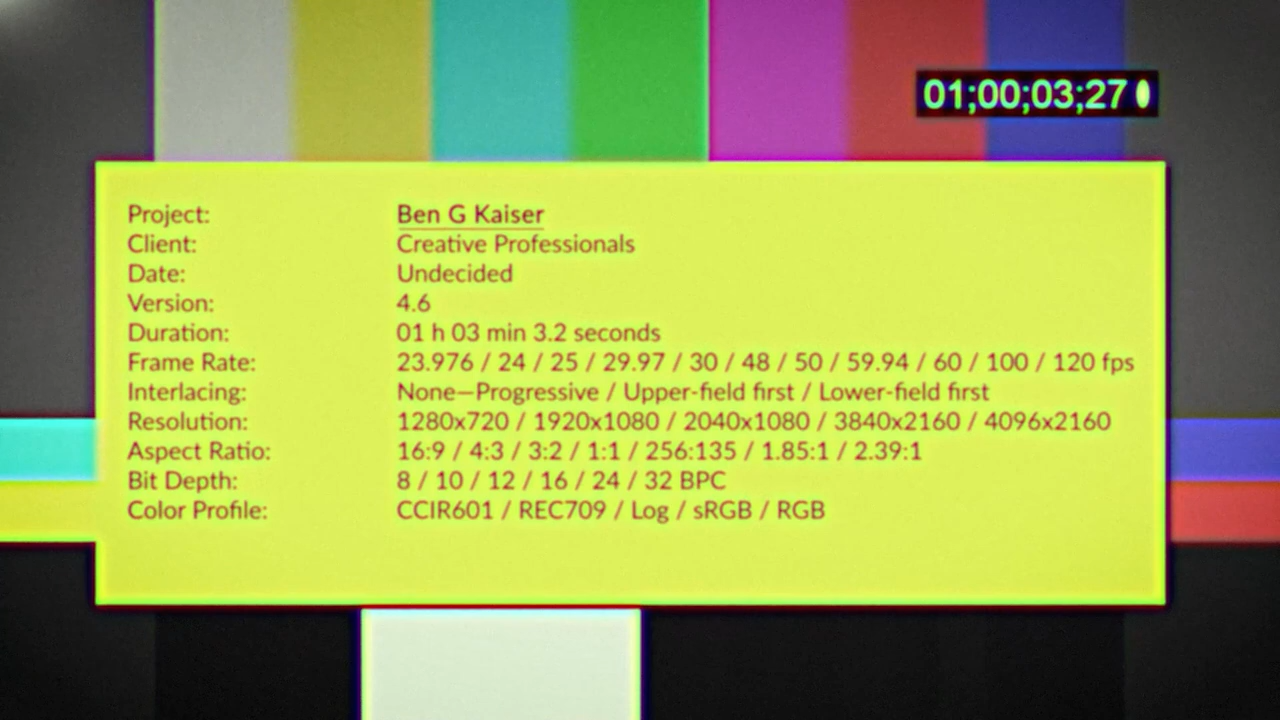 01;00;03;27
Project: Ben G Kaiser
Client: Creative Professionals
Date: Undecided
Version: 4.6
Duration: 01 h 03 min 3.2 seconds
Frame Rate: 23.976 / 24 / 25 / 29.97 / 30 / 48 / 50 / 59.94 / 60 / 100 / 120 fps
Interlacing: None—Progressive / Upper-field first / Lower-field first
Resolution: 1280x720 / 1920x1080 / 2040x1080 / 3840x2160 / 4096x2160
Aspect Ratio: 16:9 / 4:3 / 3:2 / 1:1 / 256:135 / 1.85:1 / 2.39:1
Bit Depth: 8 / 10 / 12 / 16 / 24 / 32 BPC
Color Profile: CCIR601 / REC709 / Log / sRGB / RGB